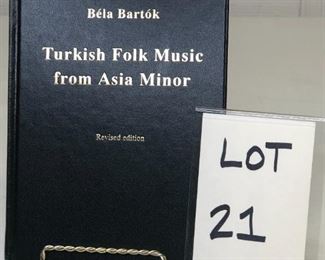 Béla Bartók
Turkish Folk Music
from Asia Minor
Revised edition
LOT
21